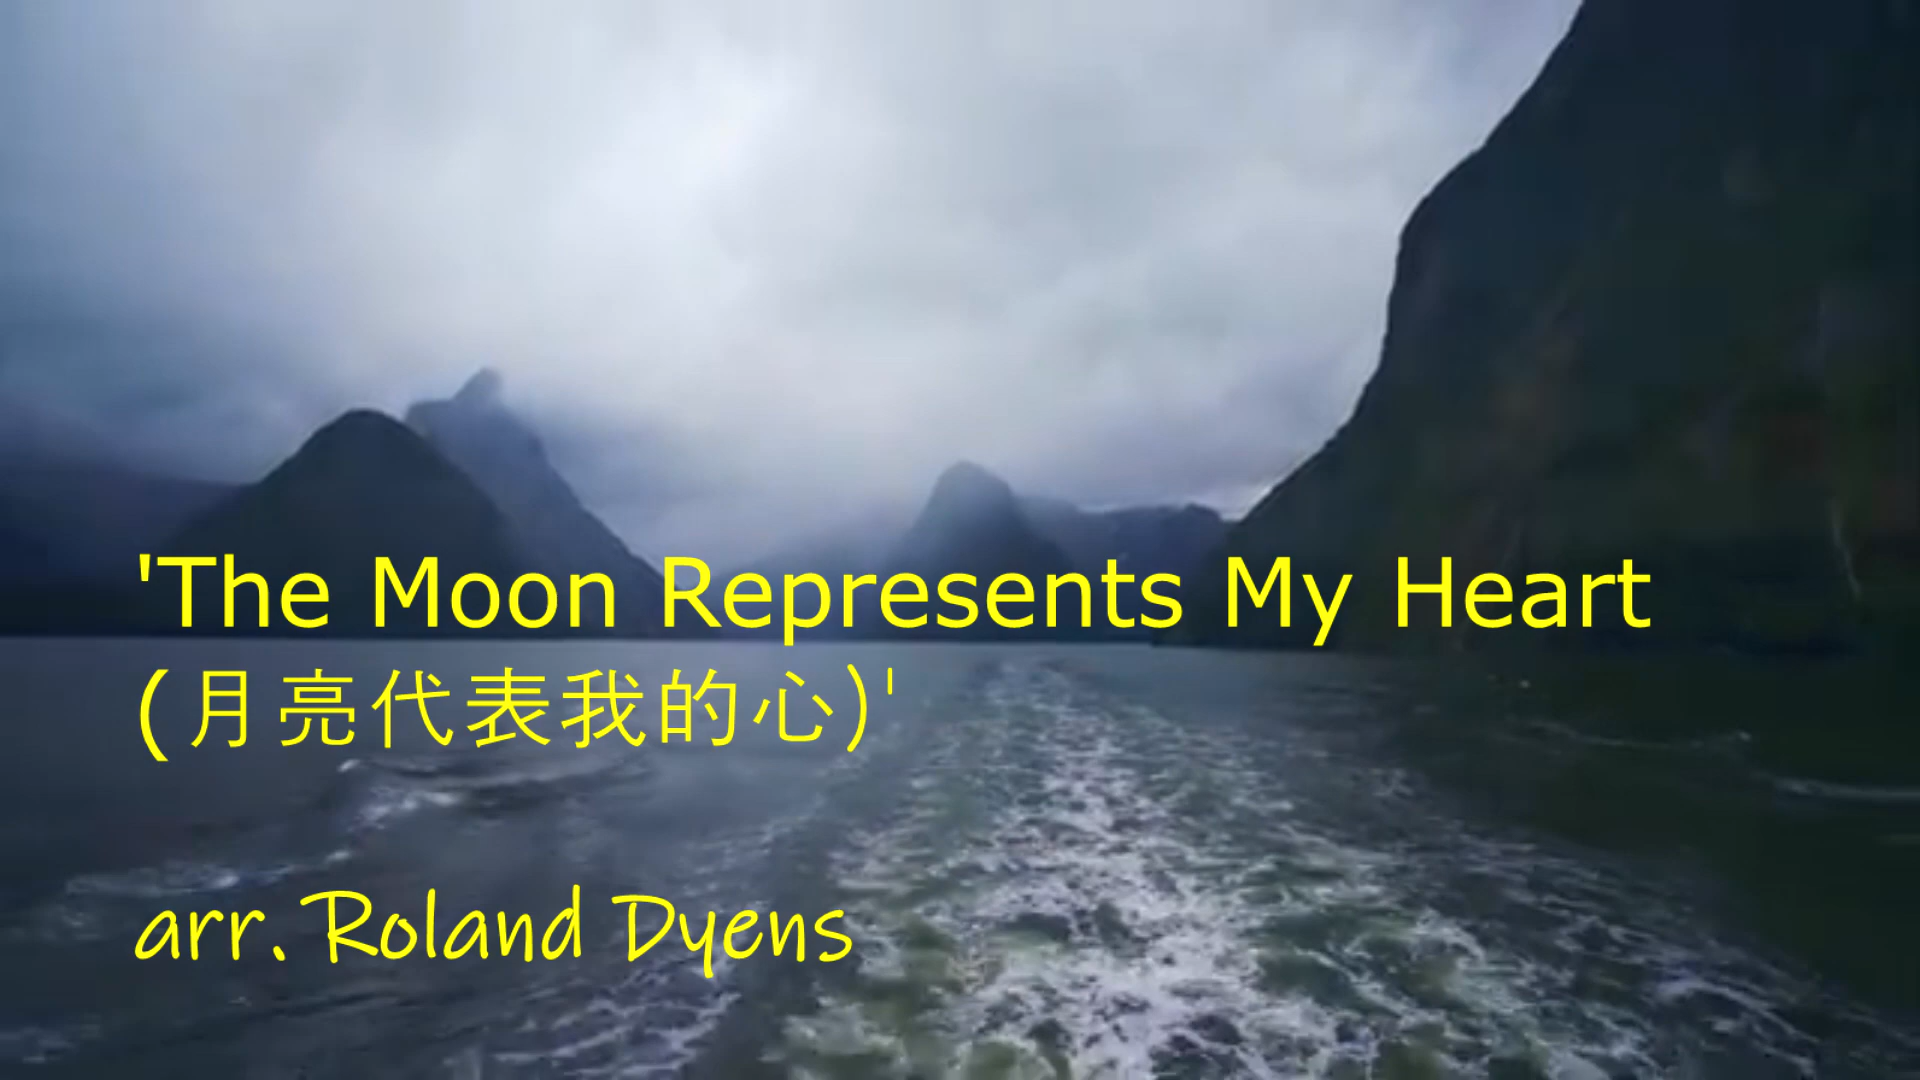 'The Moon Represents My Heart
(月亮代表我的心)'
arr. Roland Dyens